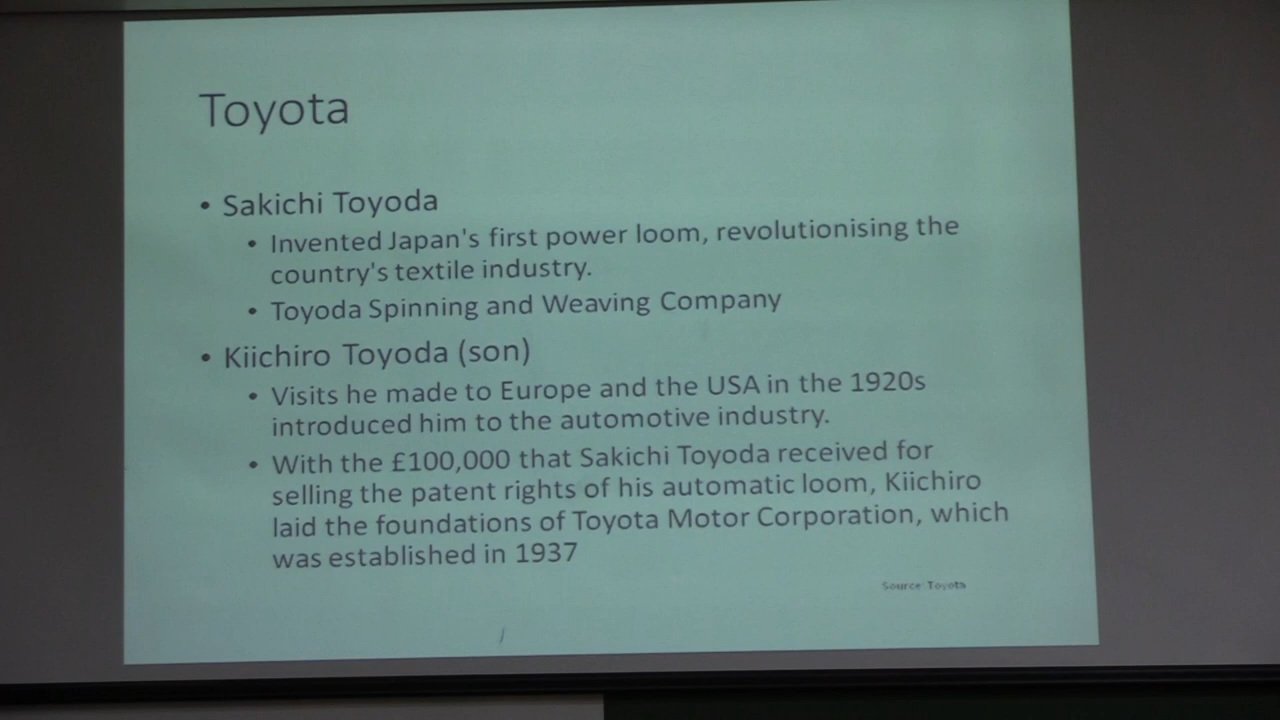 Toyota
• Sakichi Toyoda
• Invented Japan's first power loom, revolutionising the
country's textile industry.
• Toyoda Spinning and Weaving Company
• Kiichiro Toyoda (son)
• Visits he made to Europe and the USA in the 1920s
introduced him to the automotive industry.
• With the £100,000 that Sakichi Toyoda received for
selling the patent rights of his automatic loom, Kiichiro
laid the foundations of Toyota Motor Corporation, which
was established in 1937
Source: Toyota